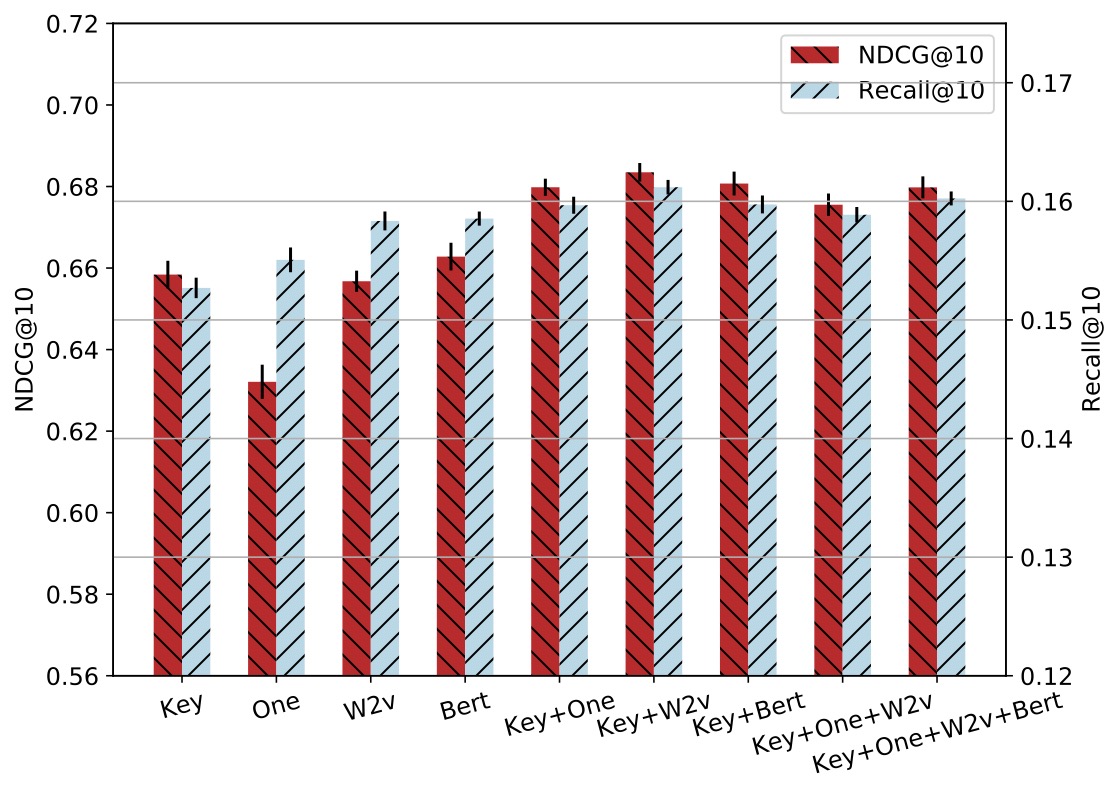 0.72
0.70
0.68
0.66
0.64
0.62
0.60
0.58
0.56
NDCG@10
NDCG@10
Recall@10
0.17
0.16
0.15
0.14
0.13
0.12
Recall@10
Key
One
W2v
Bert
Key+One
Key+W2v
Key+Bert
Key+One+W2v
Key+One+W2v+Bert